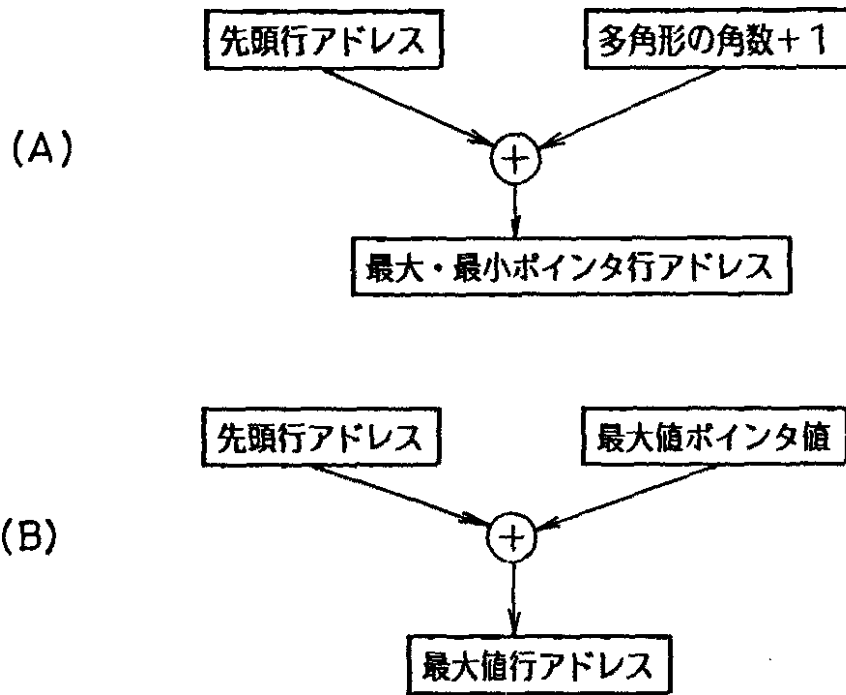 先頭行アドレス
多角形の角数+1
(A)
+
最大・最小ポインタ行アドレス
先頭行アドレス
最大値ポインタ値
(B)
+
最大値行アドレス